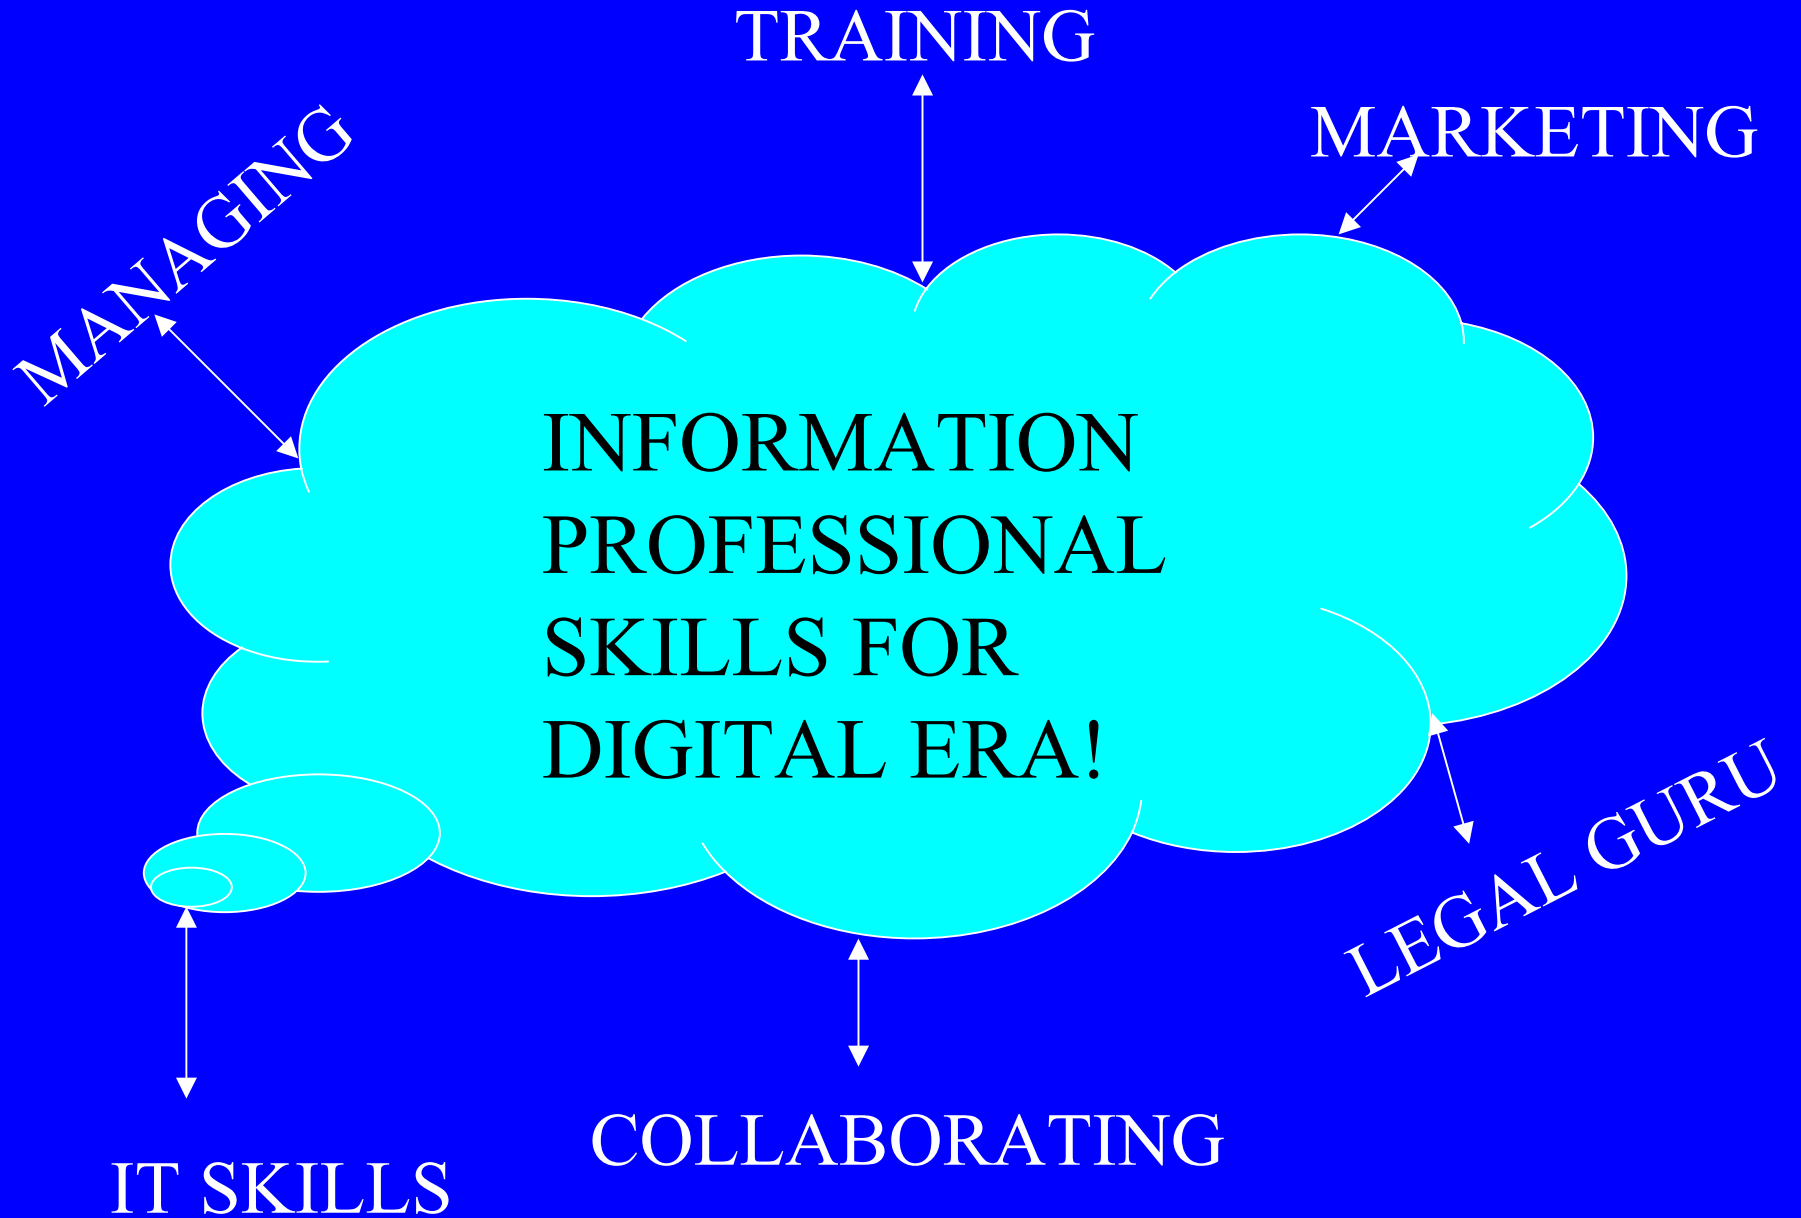 TRAINING
MARKETING
MANAGING
INFORMATION
PROFESSIONAL
SKILLS FOR
DIGITAL ERA!
LEGAL GURU
COLLABORATING
IT SKILLS